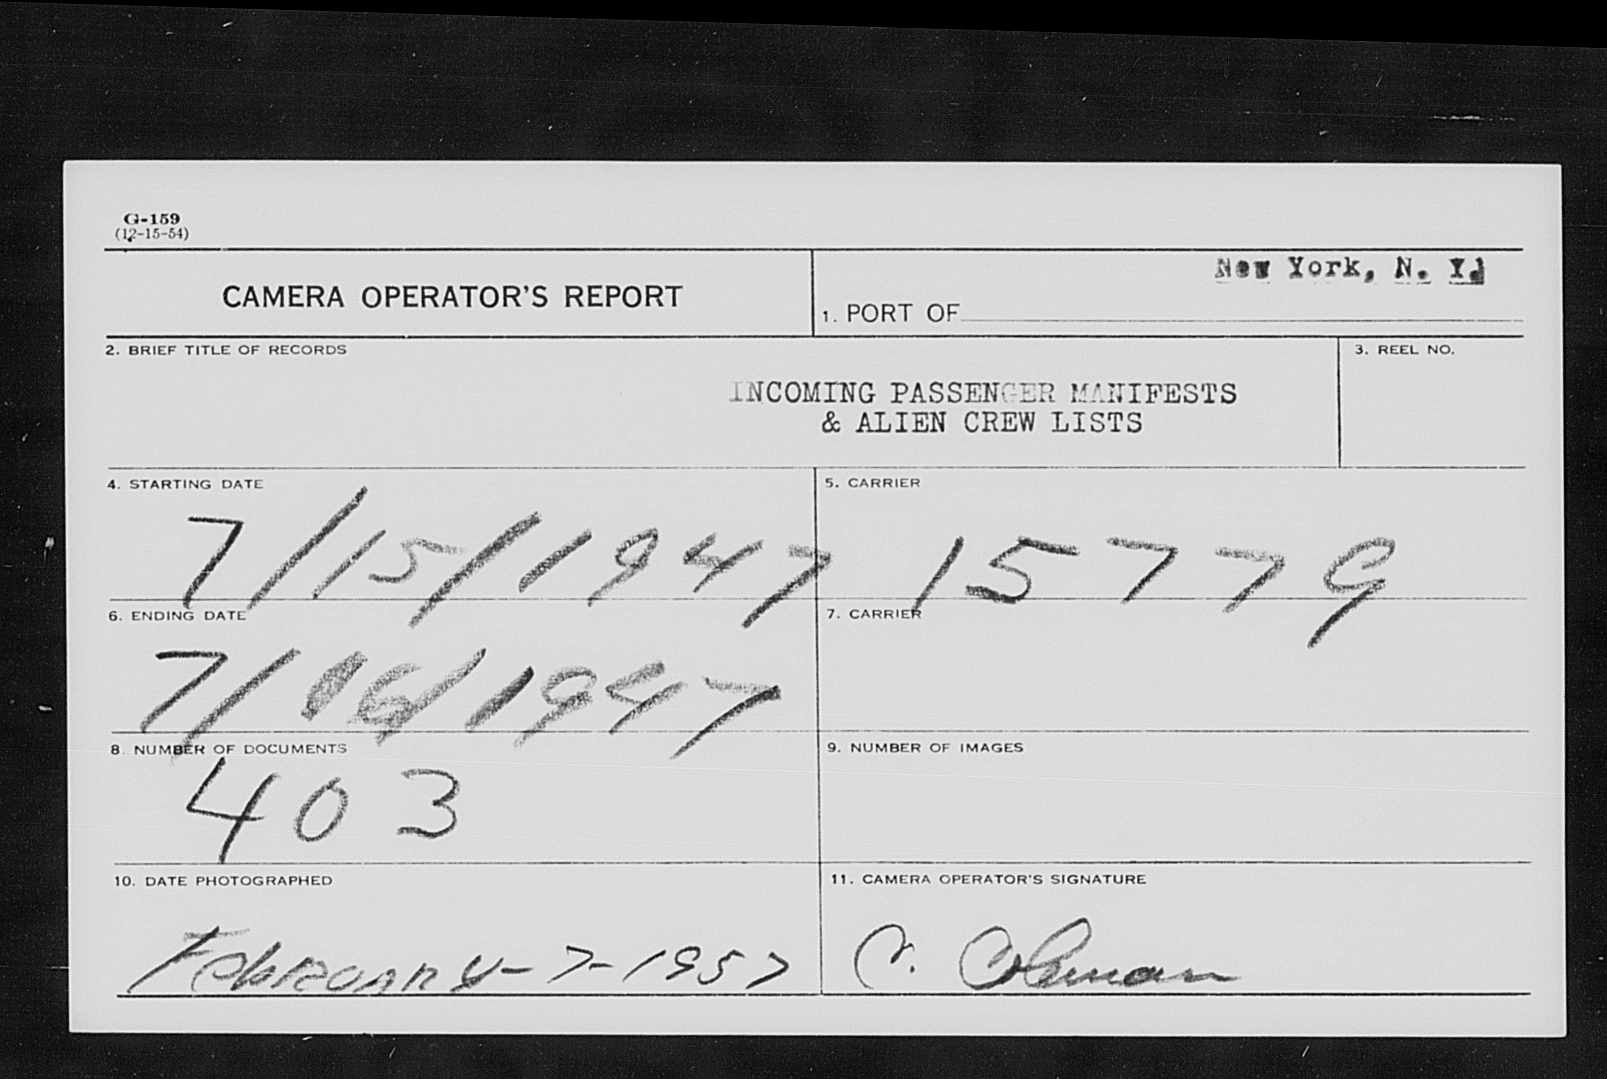 G-159
(12-15-54)
CAMERA OPERATOR'S REPORT
New York, N. Y.
1. PORT OF
2. BRIEF TITLE OF RECORDS
3. REEL NO.
INCOMING PASSENGER MANIFESTS
& ALIEN CREW LISTS
4. STARTING DATE
7/15/1947
5. CARRIER
15779
6. ENDING DATE
7/16/1947
7. CARRIER
8. NUMBER OF DOCUMENTS
403
9. NUMBER OF IMAGES
10. DATE PHOTOGRAPHED
FEbRUARy-7-1957
11. CAMERA OPERATOR'S SIGNATURE
C. Coleman